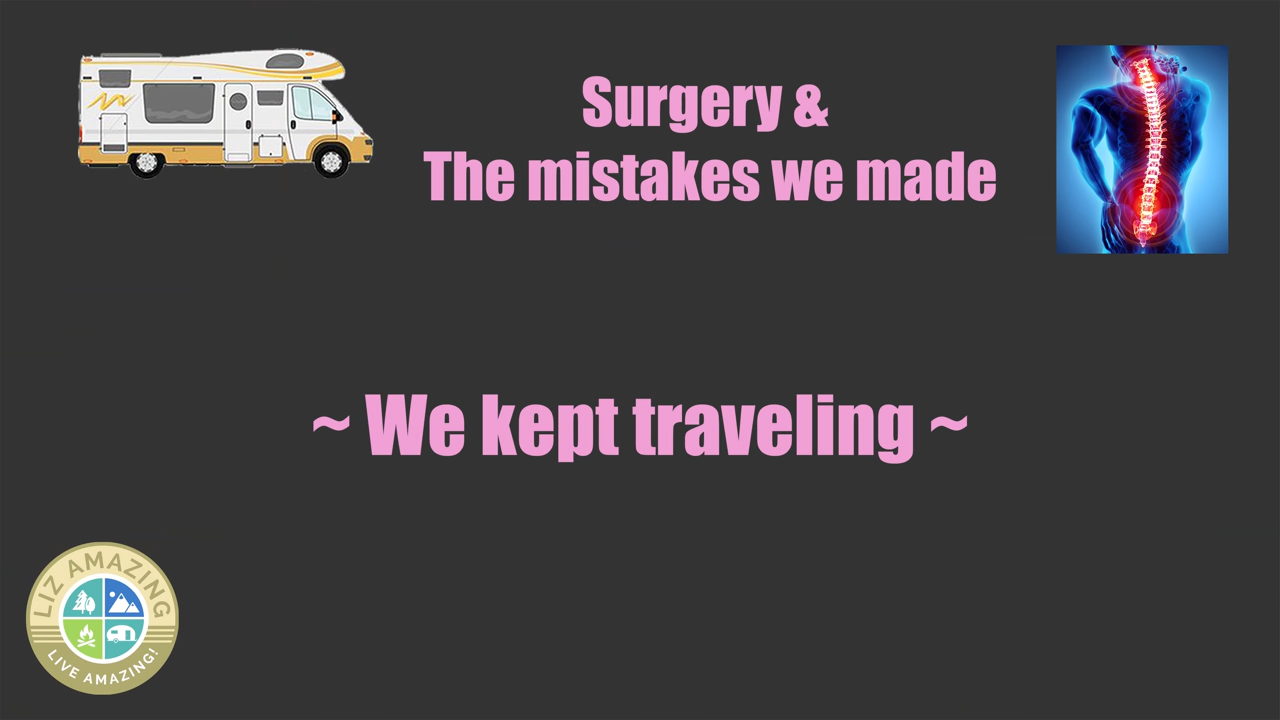 Surgery &
The mistakes we made
~ We kept traveling ~
LIZ AMAZING
LIVE AMAZING!